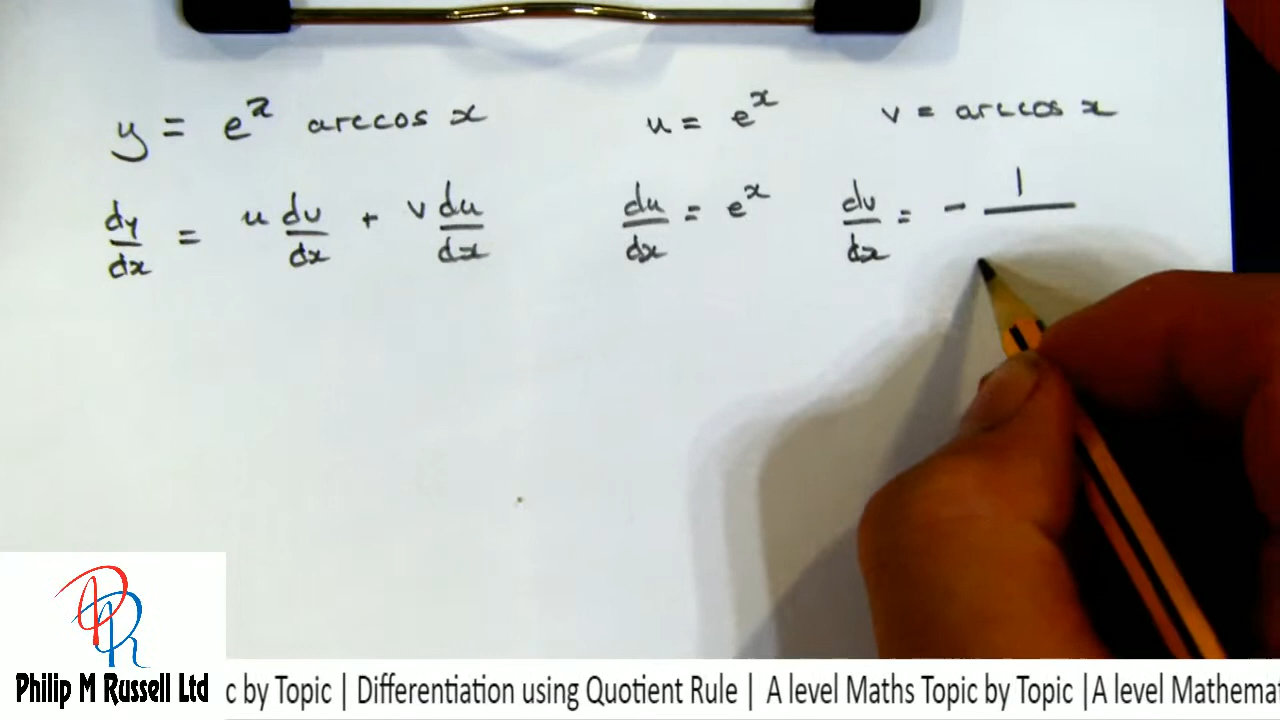 y = e^x arccos x u = e^x v = arccos x
dy/dx = u dv/dx + v du/dx du/dx = e^x dv/dx = - 1
PR
Philip M Russell Ltd
c by Topic | Differentiation using Quotient Rule | A level Maths Topic by Topic |A level Mathemat